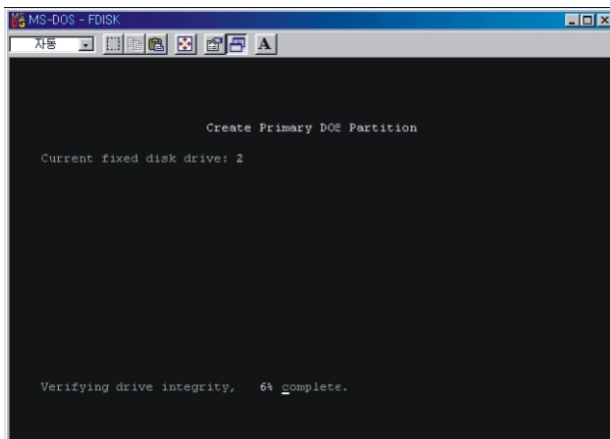 MS-DOS - FDISK
자동
A
Create Primary DOS Partition
Current fixed disk drive: 2
Verifying drive integrity, 6% complete.